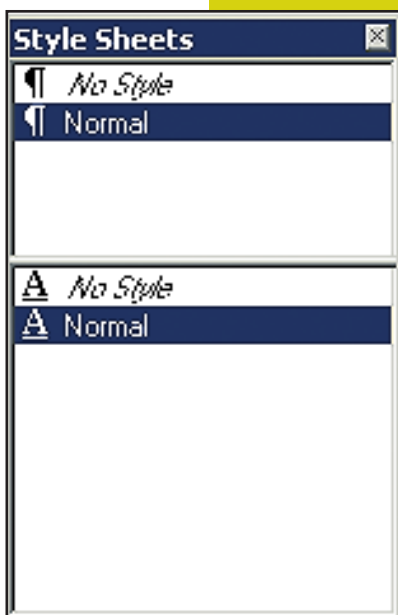 Style Sheets
¶ No Style
¶ Normal
A No Style
A Normal